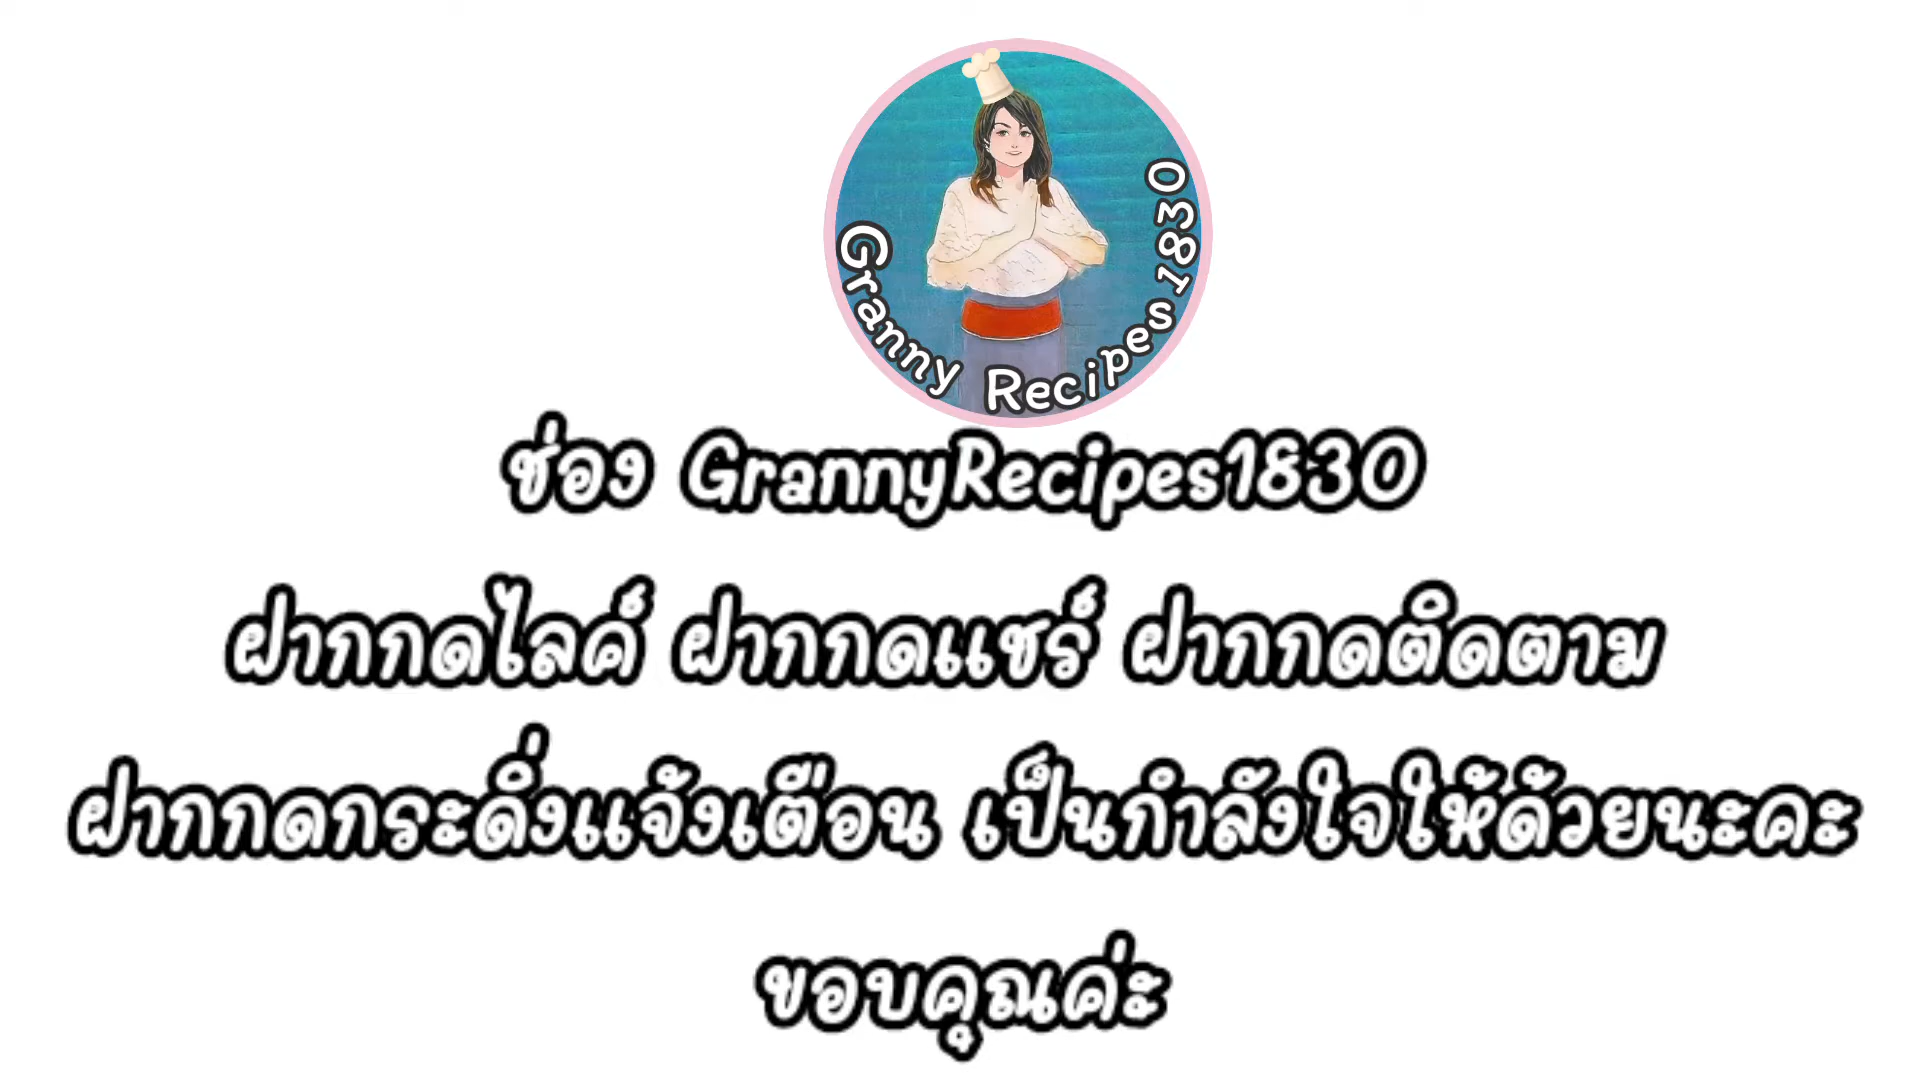 Granny Recipes1830
ช่อง GrannyRecipes1830
ฝากกดไลค์ ฝากกดแชร์ ฝากกดติดตาม
ฝากกดกระดิ่งแจ้งเตือน เป็นกำลังใจให้ด้วยนะคะ
ขอบคุณค่ะ